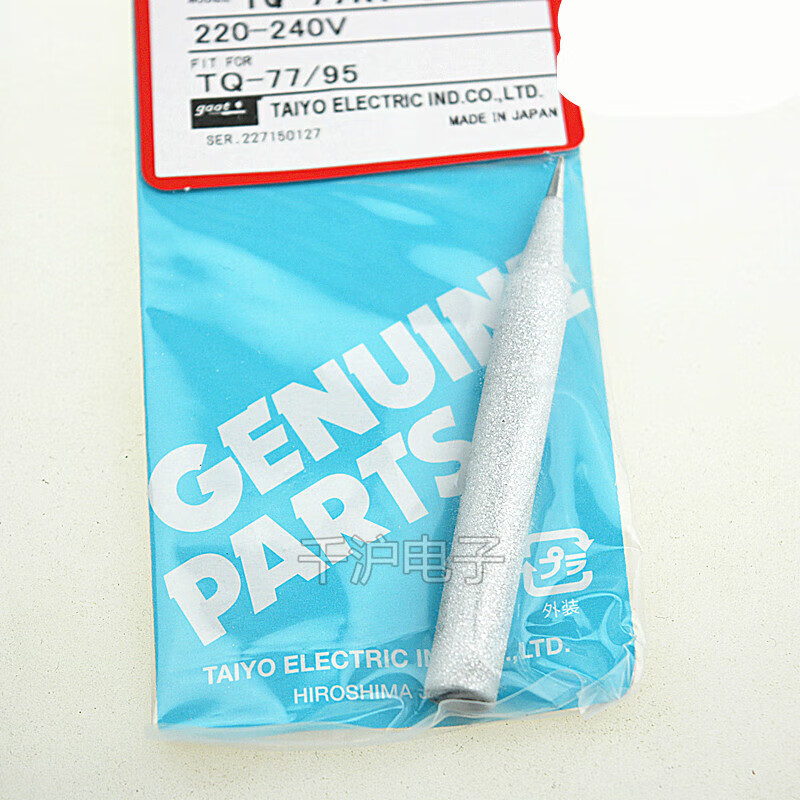 220-240V
FIT FOR
TQ-77/95
goot TAIYO ELECTRIC IND.CO.,LTD.
MADE IN JAPAN
SER.227150127
GENUINE
PARTS
千沪电子
プラ
外装
TAIYO ELECTRIC LTD.
HIROSHIMA